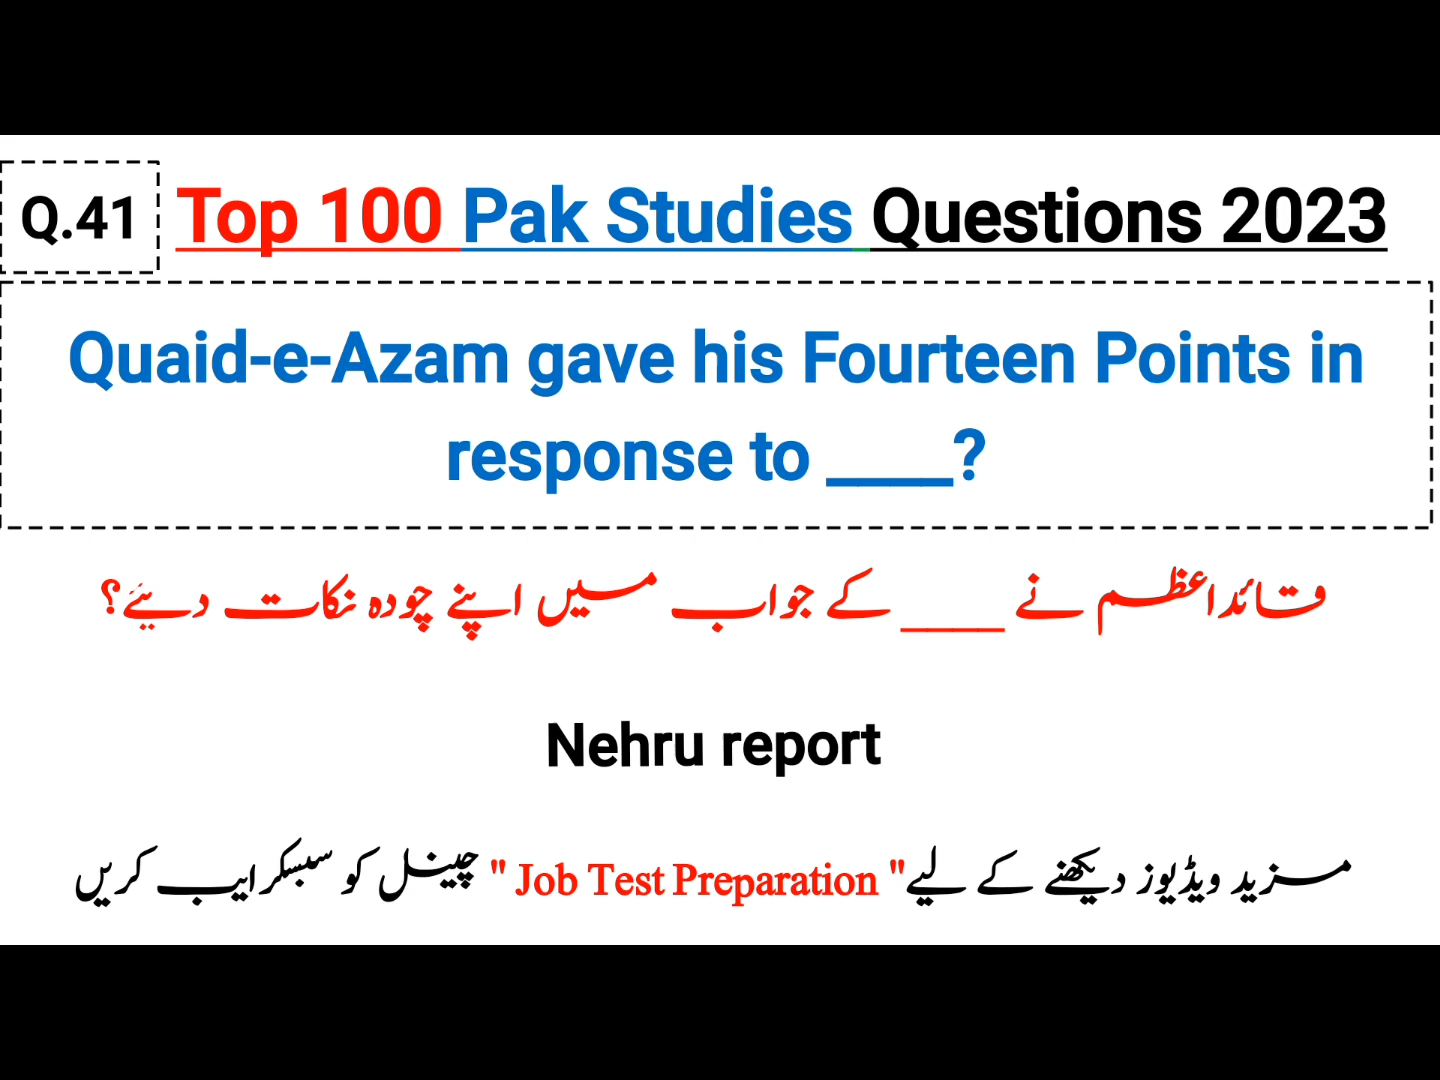 Q.41
Top 100 Pak Studies Questions 2023
Quaid-e-Azam gave his Fourteen Points in
response to ____?
قائداعظم نے ____ کے جواب میں اپنے چودہ نکات دیئے؟
Nehru report
مزید ویڈیوز دیکھنے کے لیے " Job Test Preparation " چینل کو سبسکرایب کریں